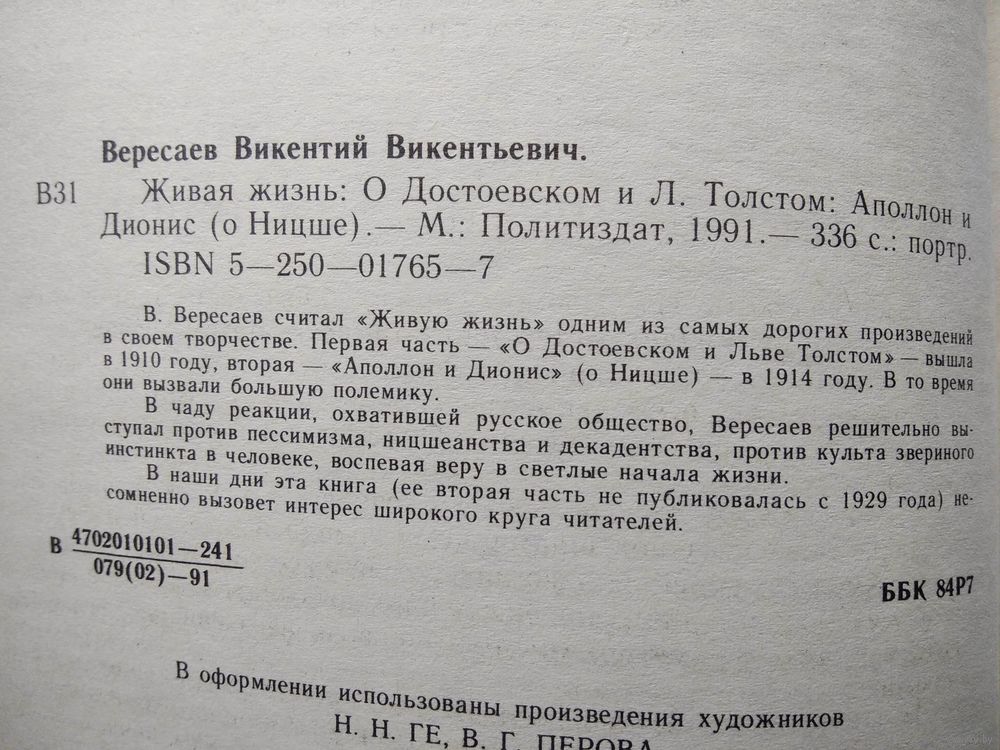 Вересаев Викентий Викентьевич.
В31 Живая жизнь: О Достоевском и Л. Толстом: Аполлон и
Дионис (о Ницше).— М.: Политиздат, 1991.— 336 с.: портр.
ISBN 5—250—01765—7
В. Вересаев считал «Живую жизнь» одним из самых дорогих произведений
в своем творчестве. Первая часть — «О Достоевском и Льве Толстом» — вышла
в 1910 году, вторая — «Аполлон и Дионис» (о Ницше) — в 1914 году. В то время
они вызвали большую полемику.
В чаду реакции, охватившей русское общество, Вересаев решительно вы-
ступал против пессимизма, ницшеанства и декадентства, против культа звериного
инстинкта в человеке, воспевая веру в светлые начала жизни.
В наши дни эта книга (ее вторая часть не публиковалась с 1929 года) не-
сомненно вызовет интерес широкого круга читателей.
В 4702010101—241
079(02)—91
ББК 84Р7
В оформлении использованы произведения художников
Н. Н. ГЕ, В. Г. ПЕРОВА